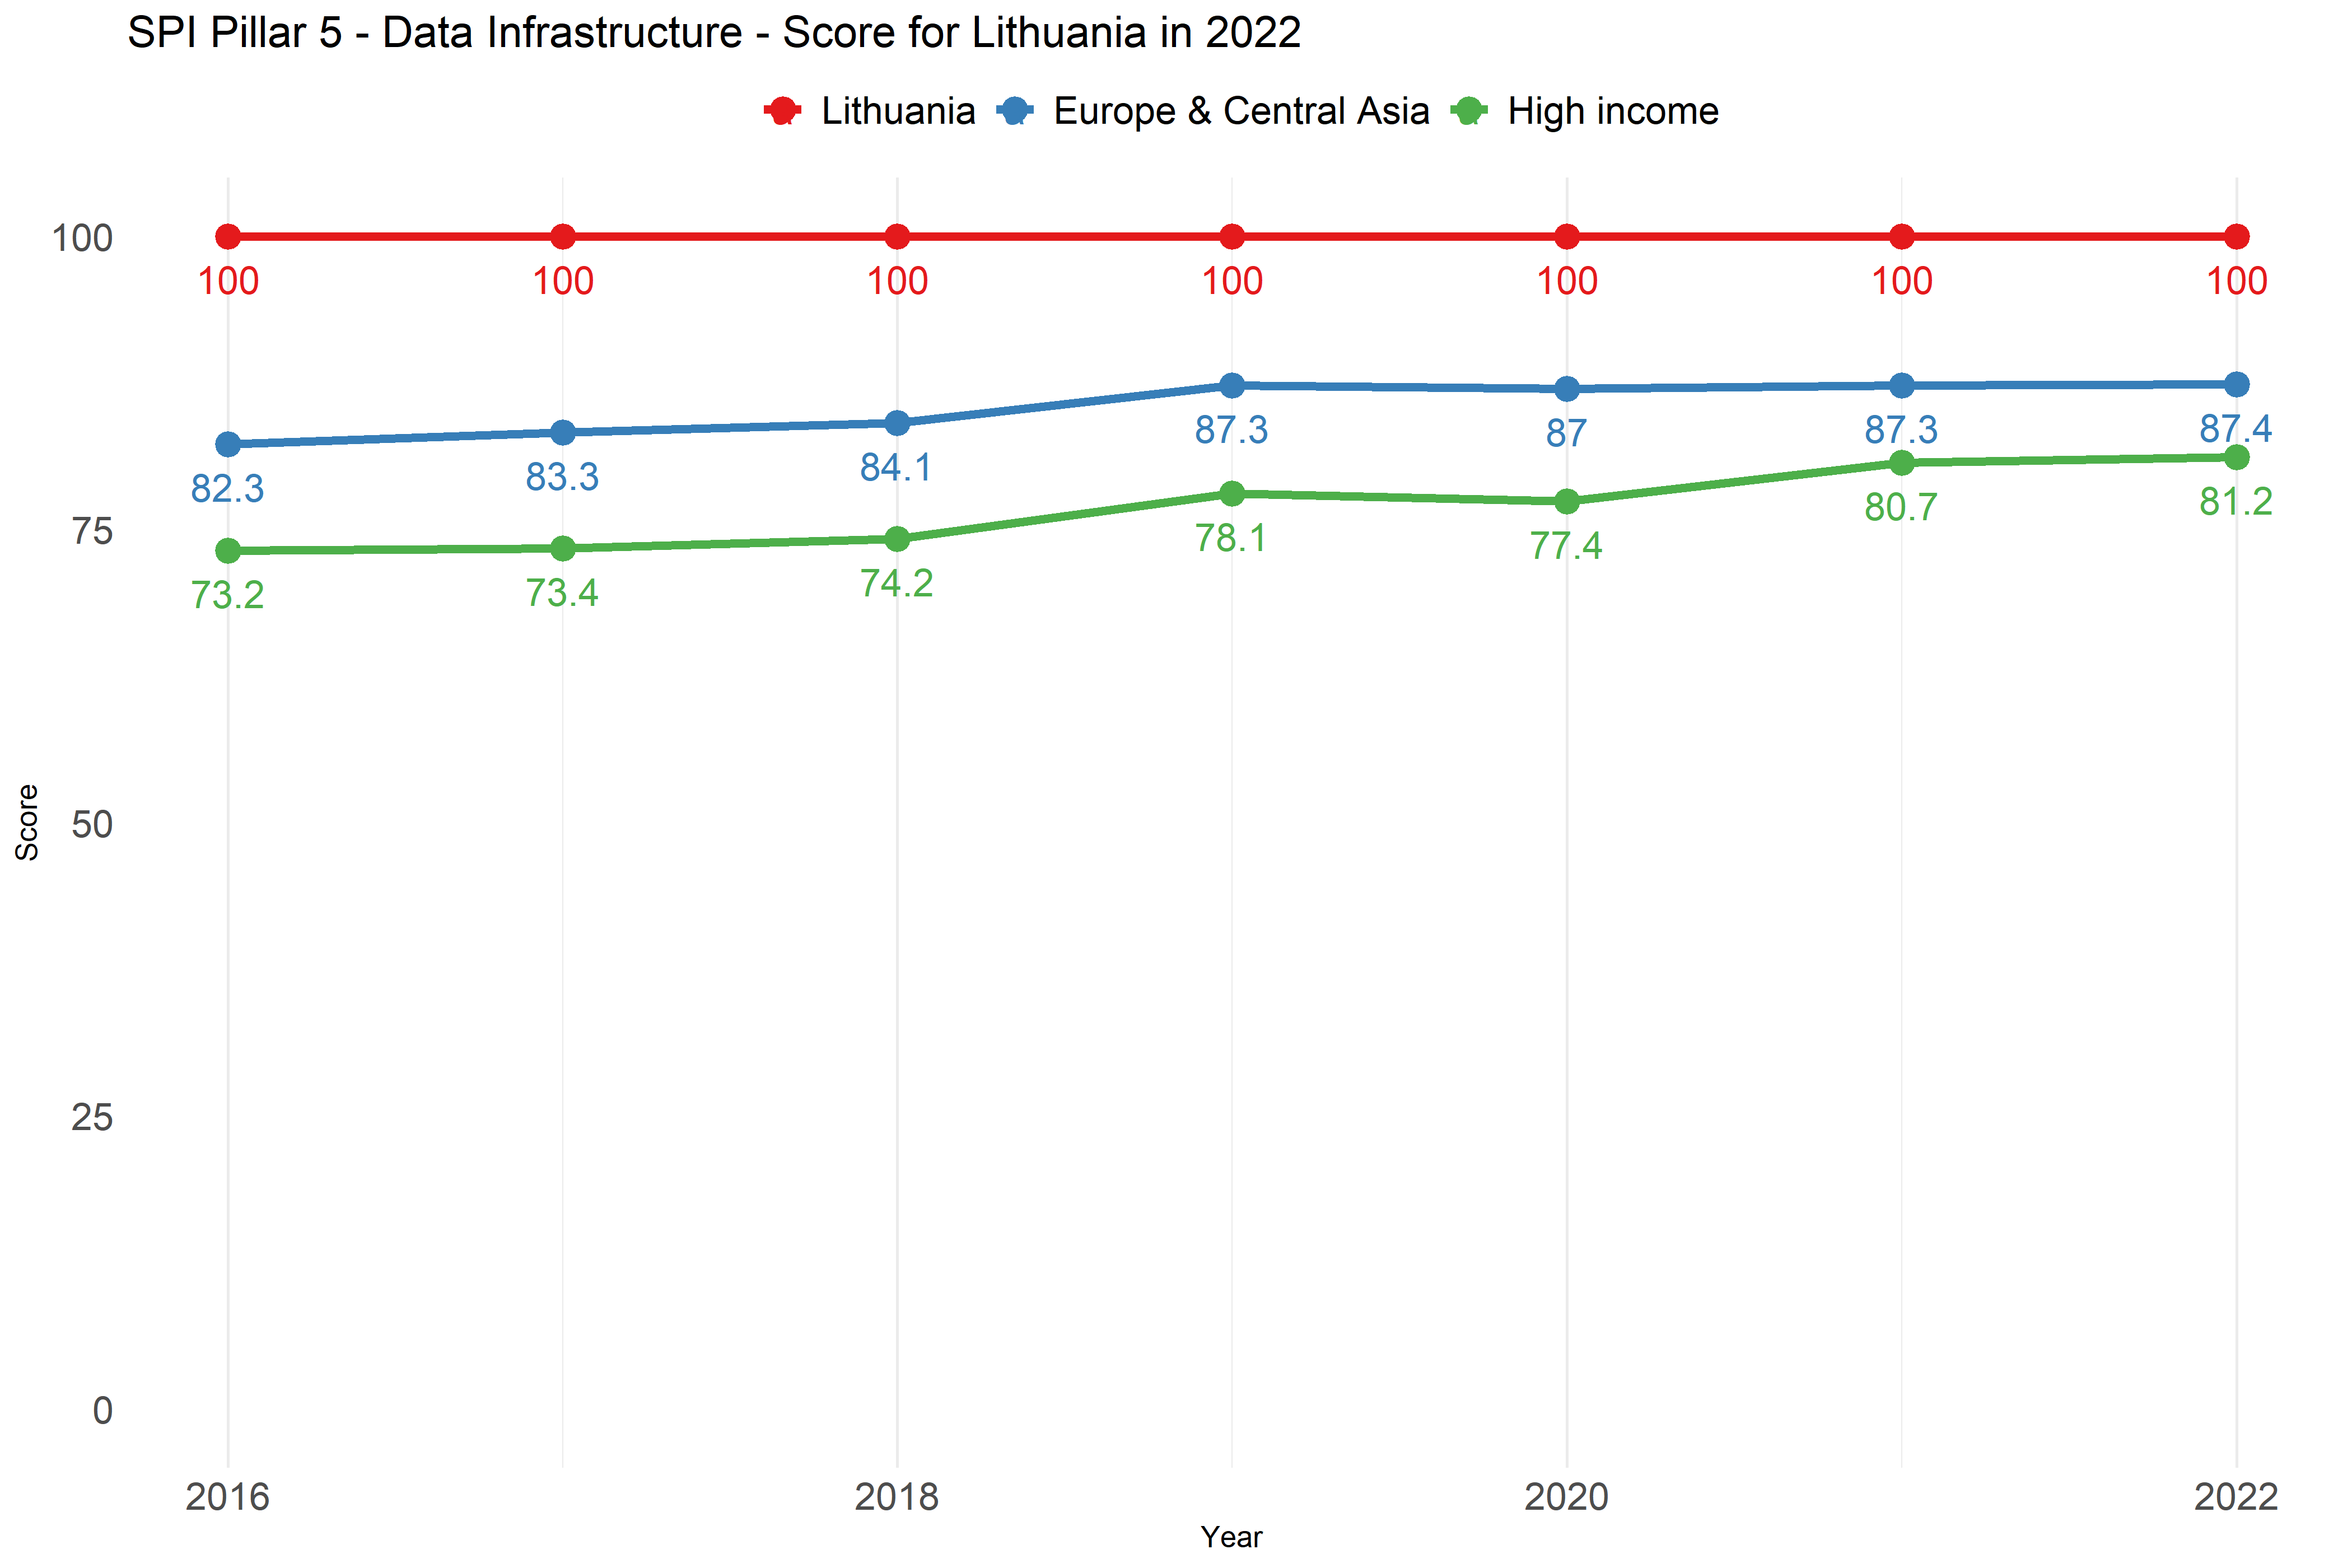 SPI Pillar 5 - Data Infrastructure - Score for Lithuania in 2022
Lithuania Europe & Central Asia High income
100
100 100 100 100 100 100 100
82.3 83.3 84.1 87.3 87 87.3 87.4
75
73.2 73.4 74.2 78.1 77.4 80.7 81.2
50
Score
25
0
2016 2018 2020 2022
Year